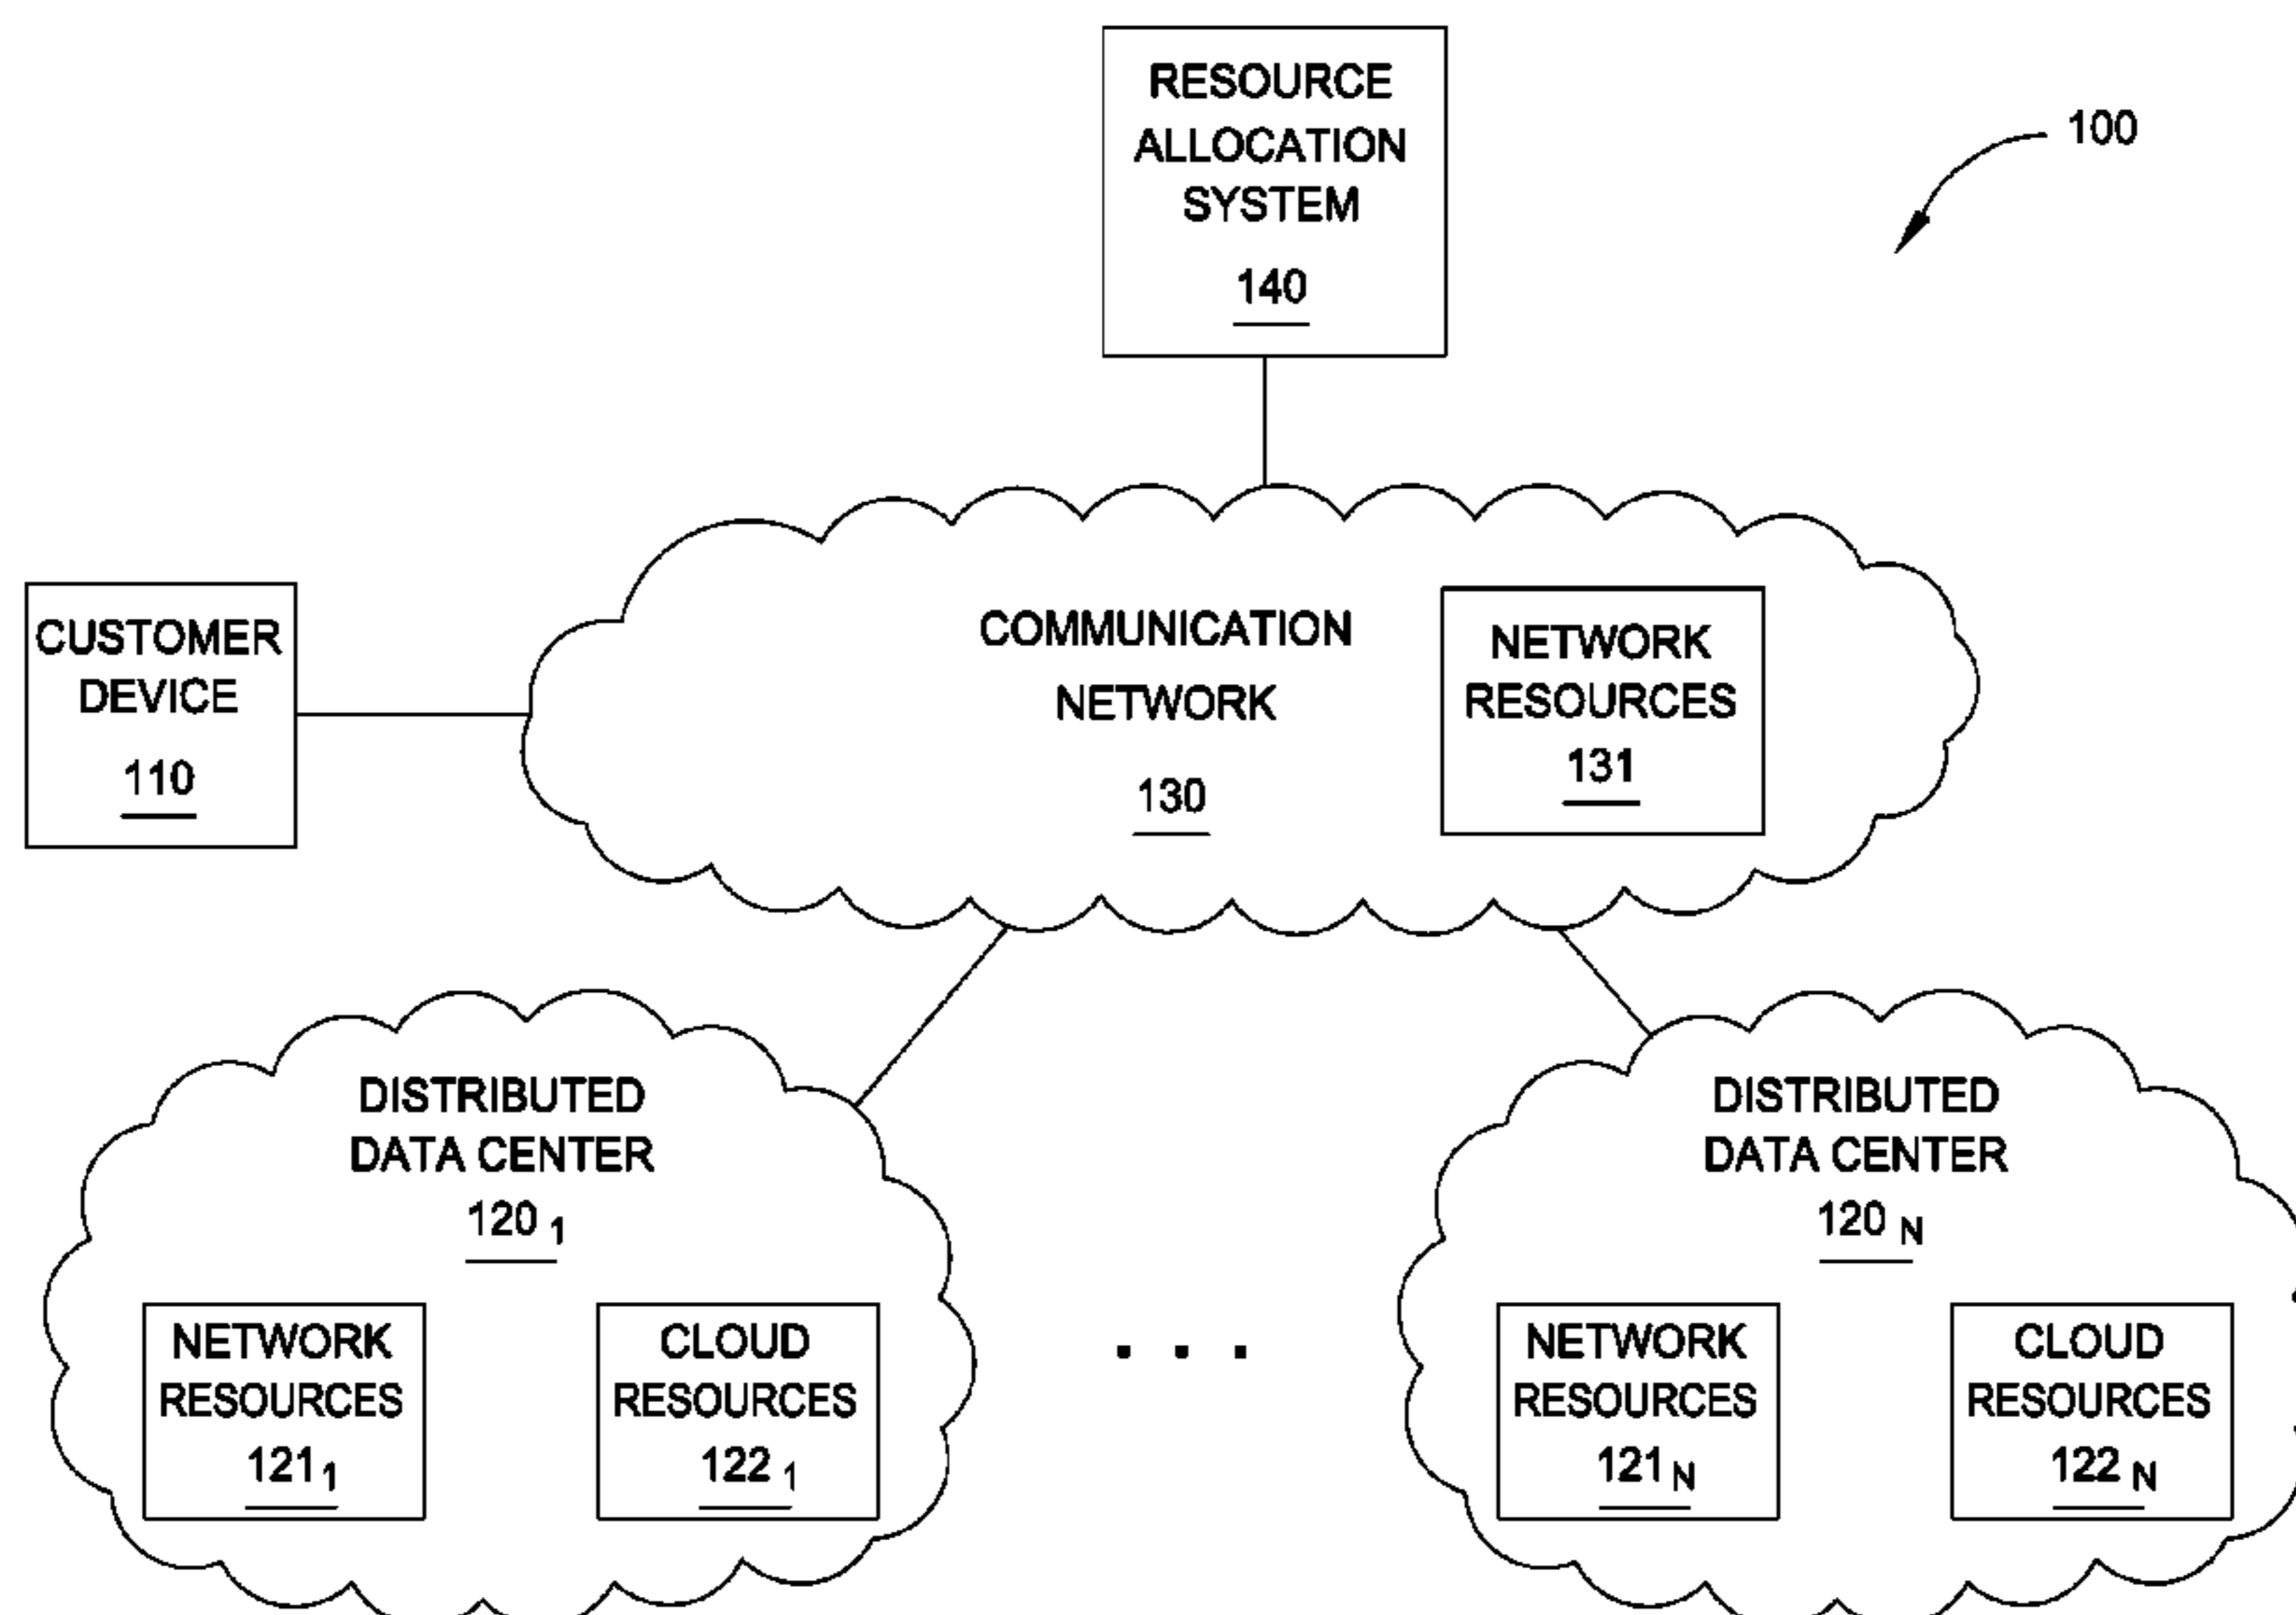 RESOURCE
ALLOCATION
SYSTEM
140
100
CUSTOMER
DEVICE
110
COMMUNICATION
NETWORK
130
NETWORK
RESOURCES
131
DISTRIBUTED
DATA CENTER
120 1
NETWORK
RESOURCES
121 1
CLOUD
RESOURCES
122 1
. . .
DISTRIBUTED
DATA CENTER
120 N
NETWORK
RESOURCES
121 N
CLOUD
RESOURCES
122 N